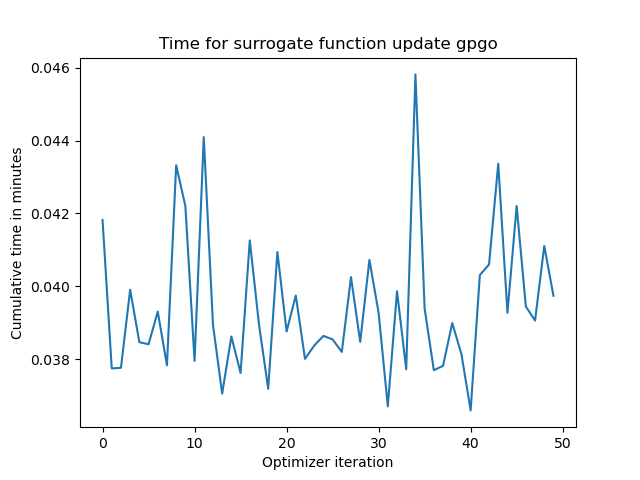 Time for surrogate function update gpgo
Cumulative time in minutes
0.046
0.044
0.042
0.040
0.038
0 10 20 30 40 50
Optimizer iteration